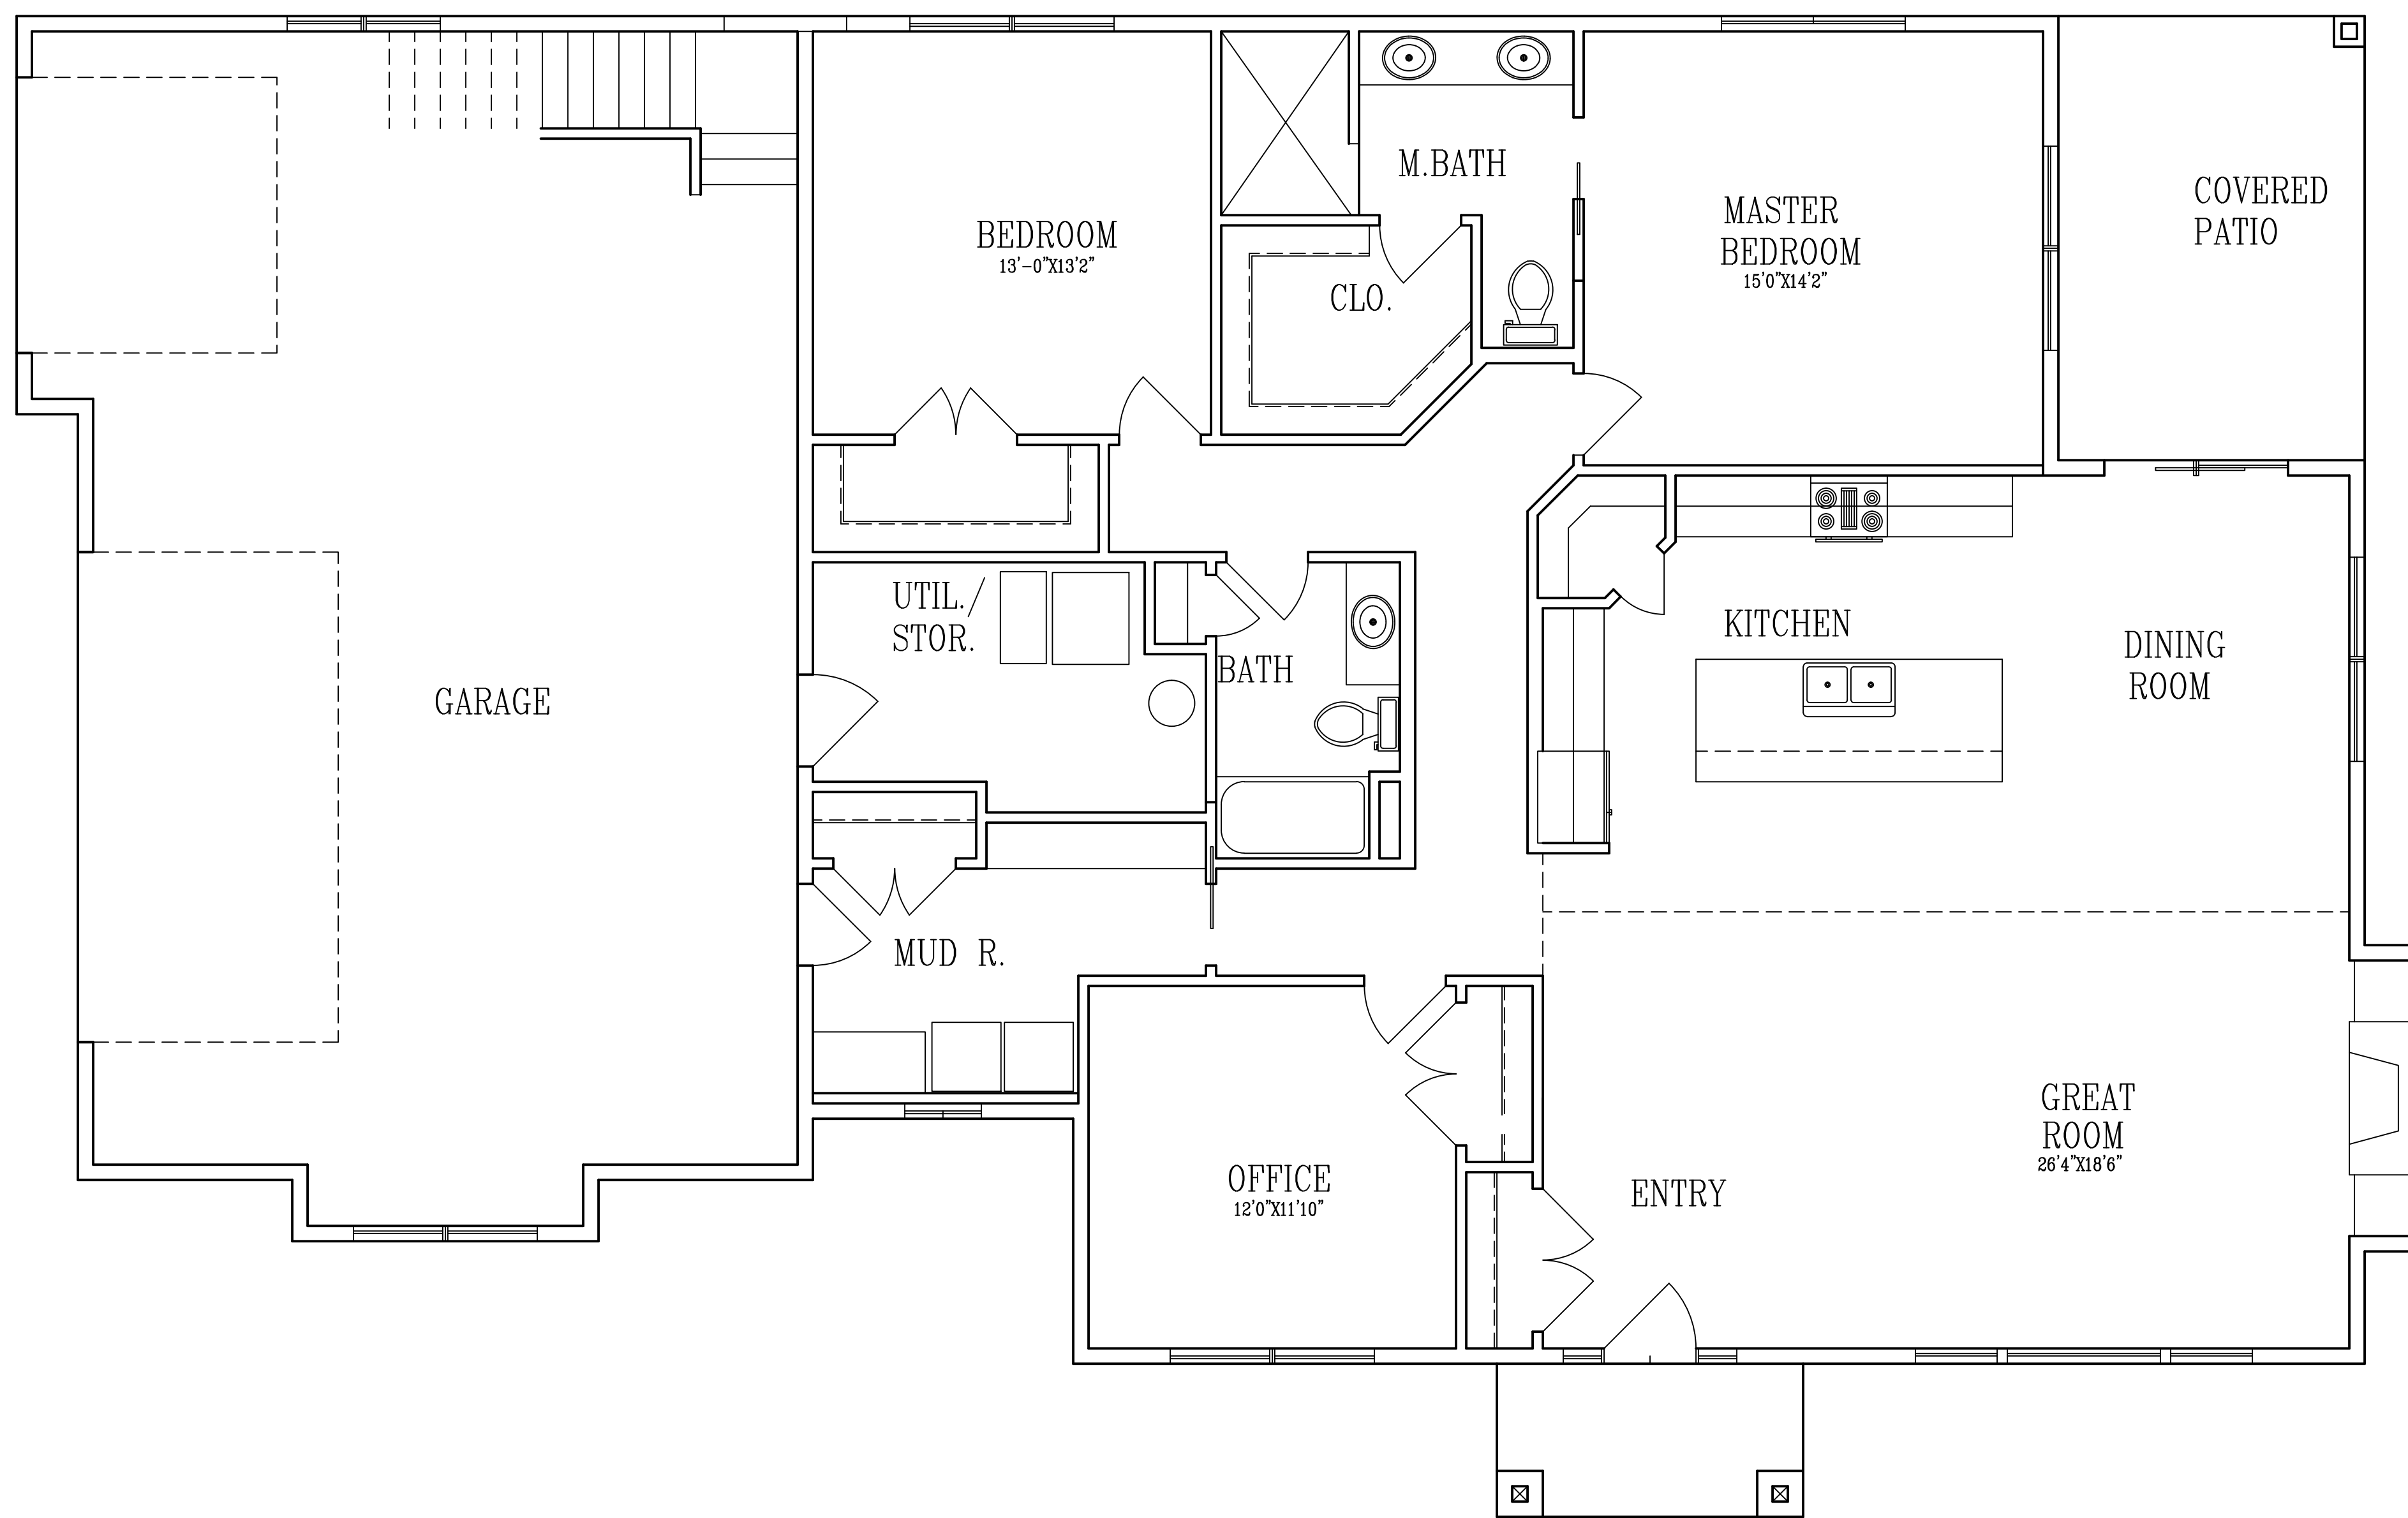 M.BATH
COVERED
PATIO
BEDROOM
13'-0"X13'2"
MASTER
BEDROOM
15'0"X14'2"
CLO.
UTIL./
STOR.
KITCHEN
BATH
DINING
ROOM
GARAGE
MUD R.
GREAT
ROOM
26'4"X18'6"
OFFICE
12'0"X11'10"
ENTRY